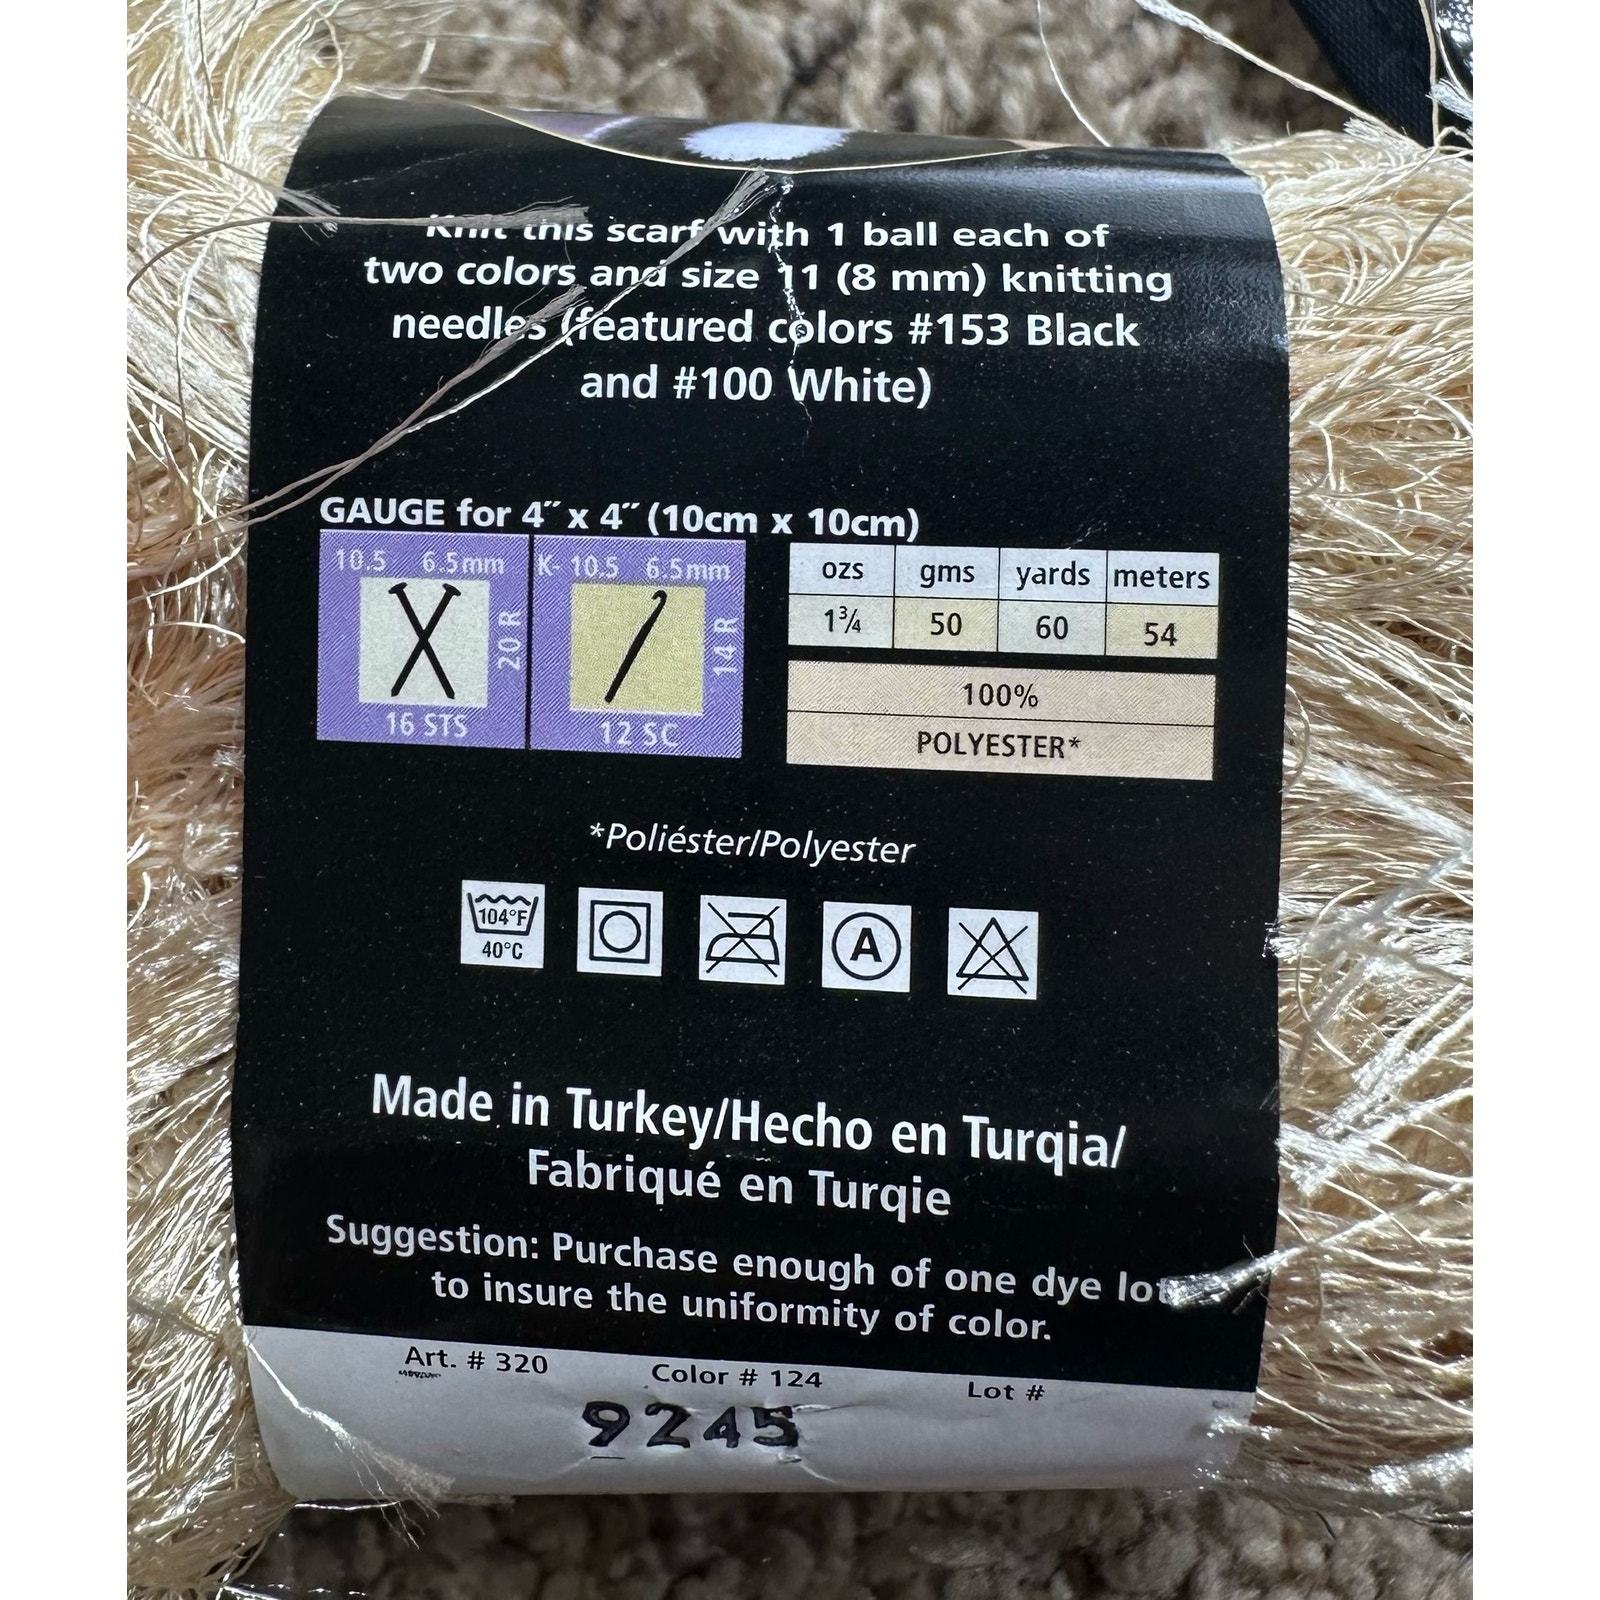 Knit this scarf with 1 ball each of
two colors and size 11 (8 mm) knitting
needles (featured colors #153 Black
and #100 White)
GAUGE for 4″ x 4″ (10cm x 10cm)
10.5 6.5mm
20 R
16 STS
K- 10.5 6.5mm
14 R
12 SC
ozs gms yards meters
1¾ 50 60 54
100%
POLYESTER*
*Poliéster/Polyester
104°F
40°C
A
Made in Turkey/Hecho en Turqia/
Fabriqué en Turqie
Suggestion: Purchase enough of one dye lot
to insure the uniformity of color.
Art. # 320 Color # 124 Lot #
9245